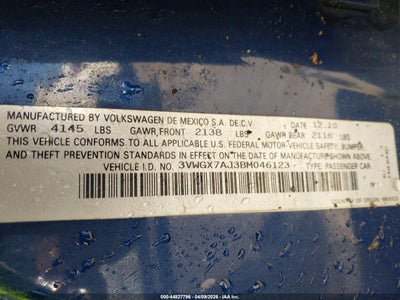 MANUFACTURED BY VOLKSWAGEN DE MEXICO S.A. DE C.V.
DATE 12.10
GVWR 4145 LBS GAWR,FRONT 2138 LBS GAWR REAR 2116 LBS
THIS VEHICLE CONFORMS TO ALL APPLICABLE U.S. FEDERAL MOTOR VEHICLE SAFETY, BUMPER
AND THEFT PREVENTION STANDARDS IN EFFECT ON THE DATE OF MANUFACTURE SHOWN ABOVE.
VEHICLE I.D. NO. 3VWGX7AJ3BM046123 TYPE: PASSENGER CAR
MADE IN MEXICO
000-44827796 - 04/09/2026 - IAA Inc.